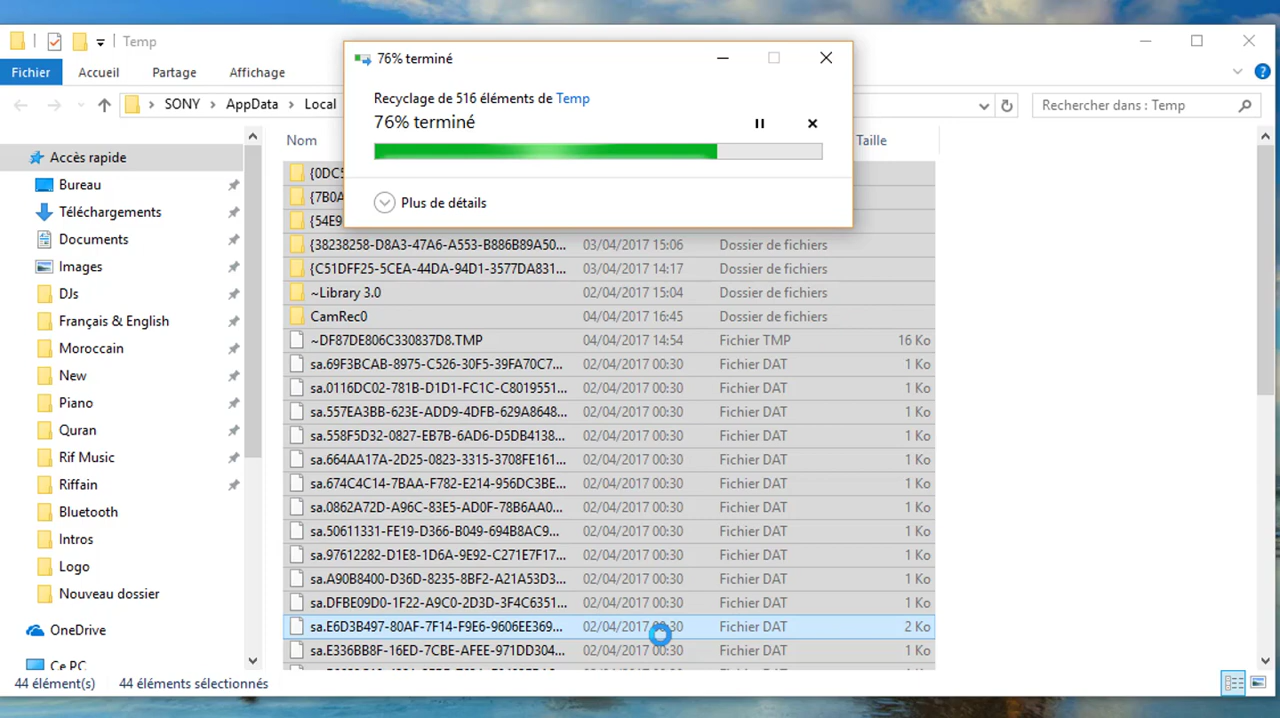 Temp
Fichier Accueil Partage Affichage
SONY AppData Local
Rechercher dans : Temp
76% terminé
Recyclage de 516 éléments de Temp
76% terminé
Plus de détails
Nom Taille
Accès rapide
Bureau
Téléchargements
Documents
Images
DJs
Français & English
Moroccain
New
Piano
Quran
Rif Music
Riffain
Bluetooth
Intros
Logo
Nouveau dossier
OneDrive
Ce PC
{0DC5
{7B0A
{54E9
{38238258-D8A3-47A6-A553-B886B89A50... 03/04/2017 15:06 Dossier de fichiers
{C51DFF25-5CEA-44DA-94D1-3577DA831... 03/04/2017 14:17 Dossier de fichiers
~Library 3.0 02/04/2017 15:04 Dossier de fichiers
CamRec0 04/04/2017 16:45 Dossier de fichiers
~DF87DE806C330837D8.TMP 04/04/2017 14:54 Fichier TMP 16 Ko
sa.69F3BCAB-8975-C526-30F5-39FA70C7... 02/04/2017 00:30 Fichier DAT 1 Ko
sa.0116DC02-781B-D1D1-FC1C-C8019551... 02/04/2017 00:30 Fichier DAT 1 Ko
sa.557EA3BB-623E-ADD9-4DFB-629A8648... 02/04/2017 00:30 Fichier DAT 1 Ko
sa.558F5D32-0827-EB7B-6AD6-D5DB4138... 02/04/2017 00:30 Fichier DAT 1 Ko
sa.664AA17A-2D25-0823-3315-3708FE161... 02/04/2017 00:30 Fichier DAT 1 Ko
sa.674C4C14-7BAA-F782-E214-956DC3BE... 02/04/2017 00:30 Fichier DAT 1 Ko
sa.0862A72D-A96C-83E5-AD0F-78B6AA0... 02/04/2017 00:30 Fichier DAT 1 Ko
sa.50611331-FE19-D366-B049-694B8AC9... 02/04/2017 00:30 Fichier DAT 1 Ko
sa.97612282-D1E8-1D6A-9E92-C271E7F17... 02/04/2017 00:30 Fichier DAT 1 Ko
sa.A90B8400-D36D-8235-8BF2-A21A53D3... 02/04/2017 00:30 Fichier DAT 1 Ko
sa.DFBE09D0-1F22-A9C0-2D3D-3F4C6351... 02/04/2017 00:30 Fichier DAT 1 Ko
sa.E6D3B497-80AF-7F14-F9E6-9606EE369... 02/04/2017 00:30 Fichier DAT 2 Ko
sa.E336BB8F-16ED-7CBE-AFEE-971DD304... 02/04/2017 00:30 Fichier DAT 1 Ko
44 élément(s) 44 éléments sélectionnés